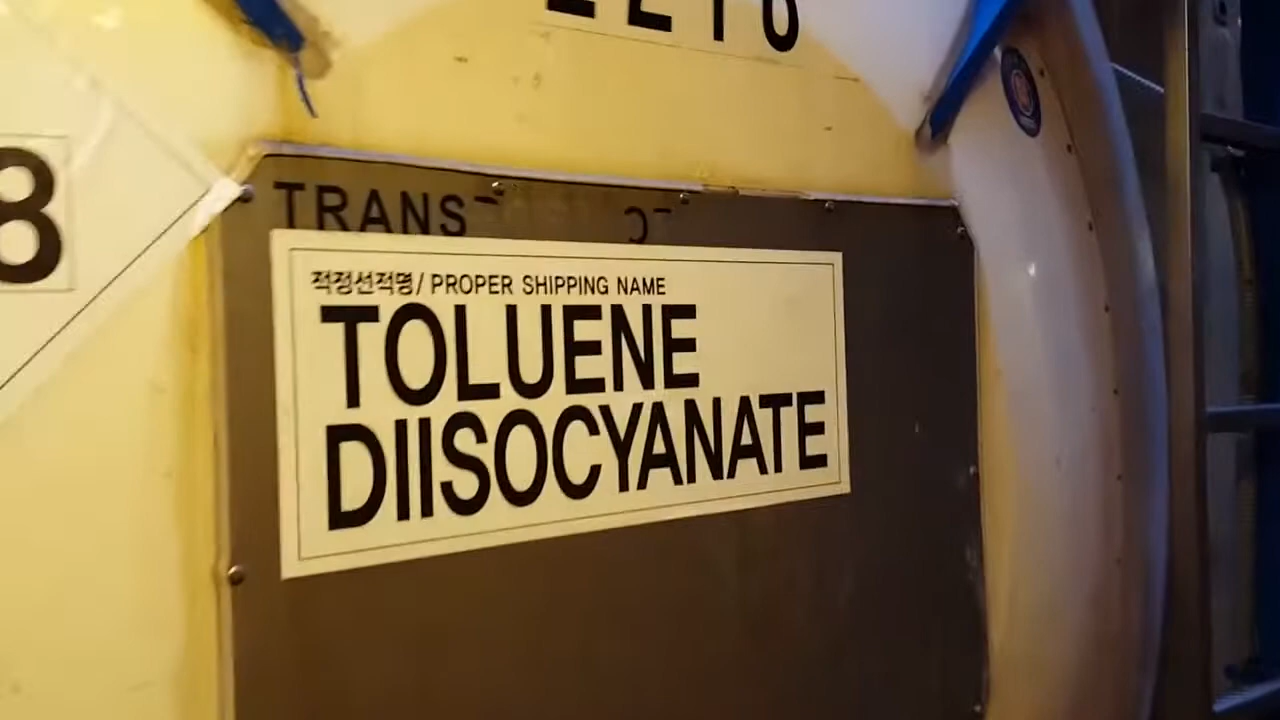 8
TRANS
적정선적명/ PROPER SHIPPING NAME
TOLUENE
DIISOCYANATE